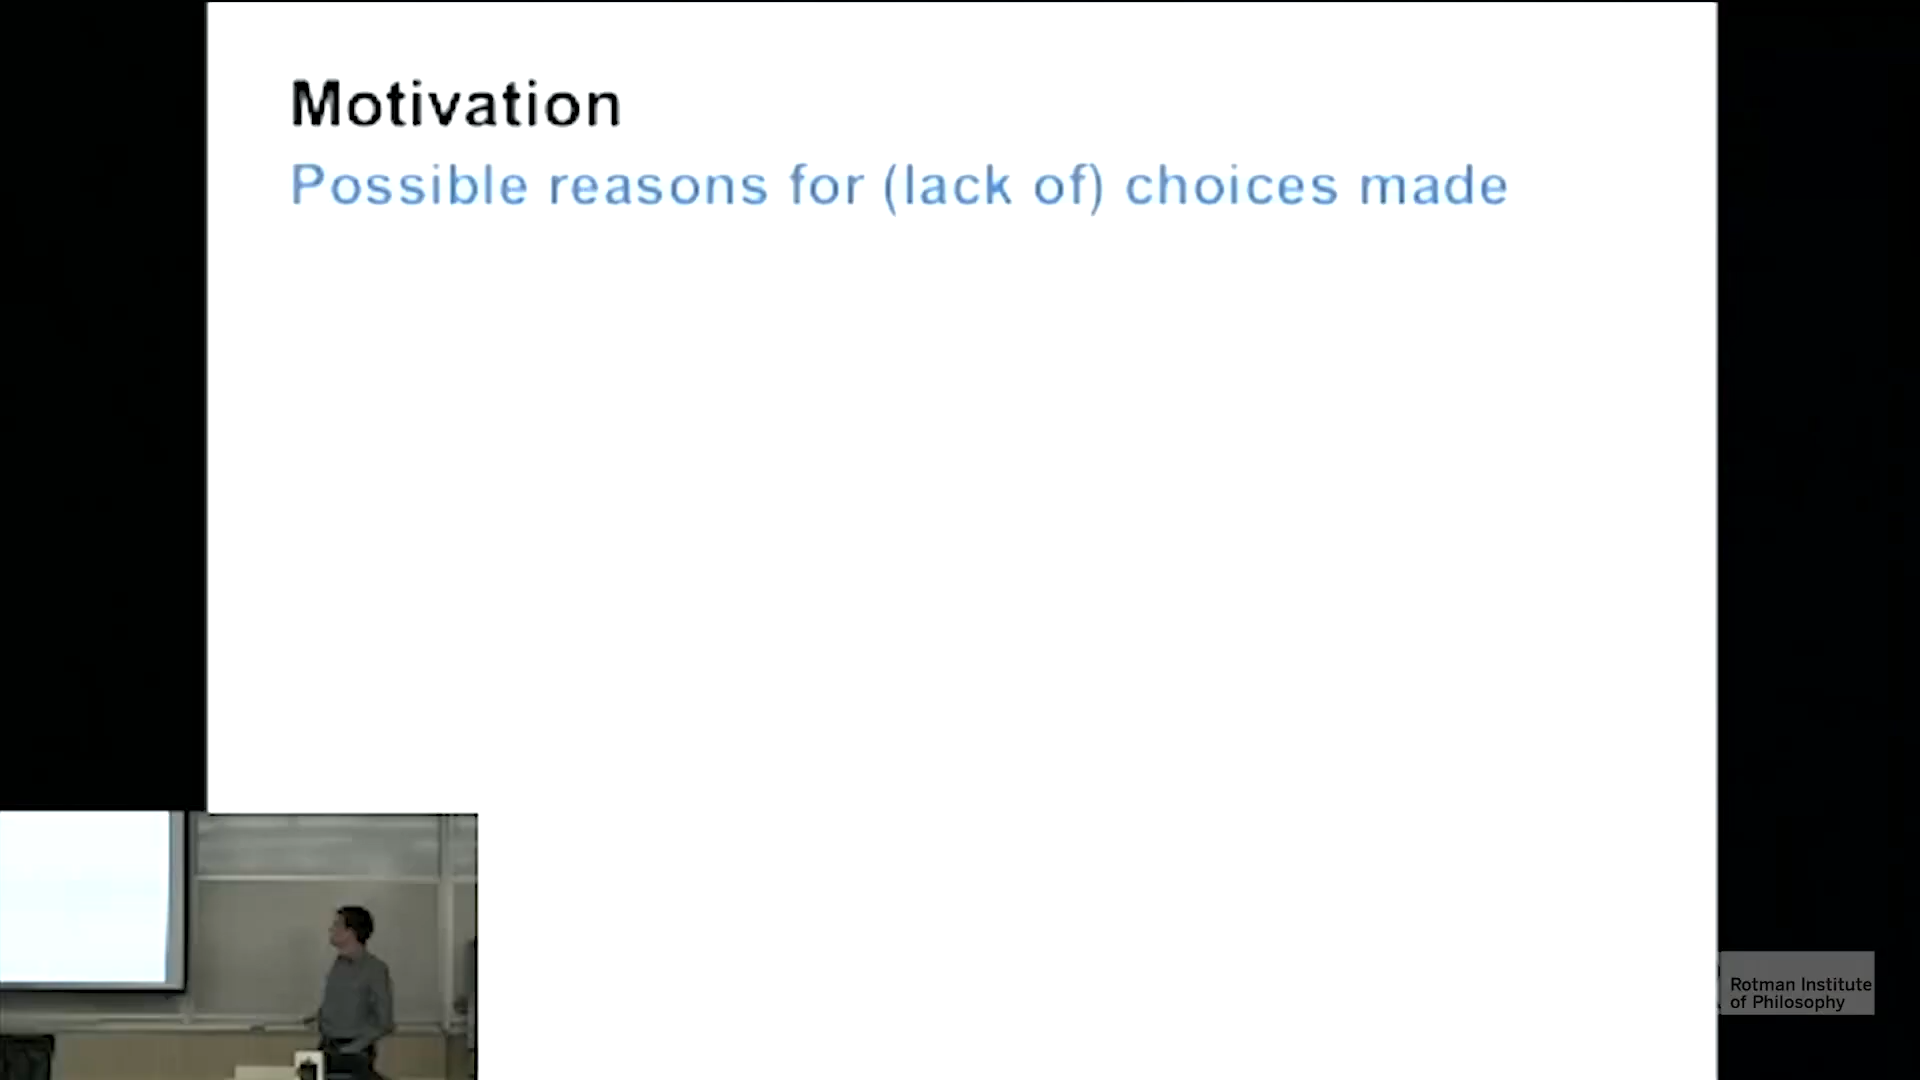 Motivation
Possible reasons for (lack of) choices made
Rotman Institute
of Philosophy